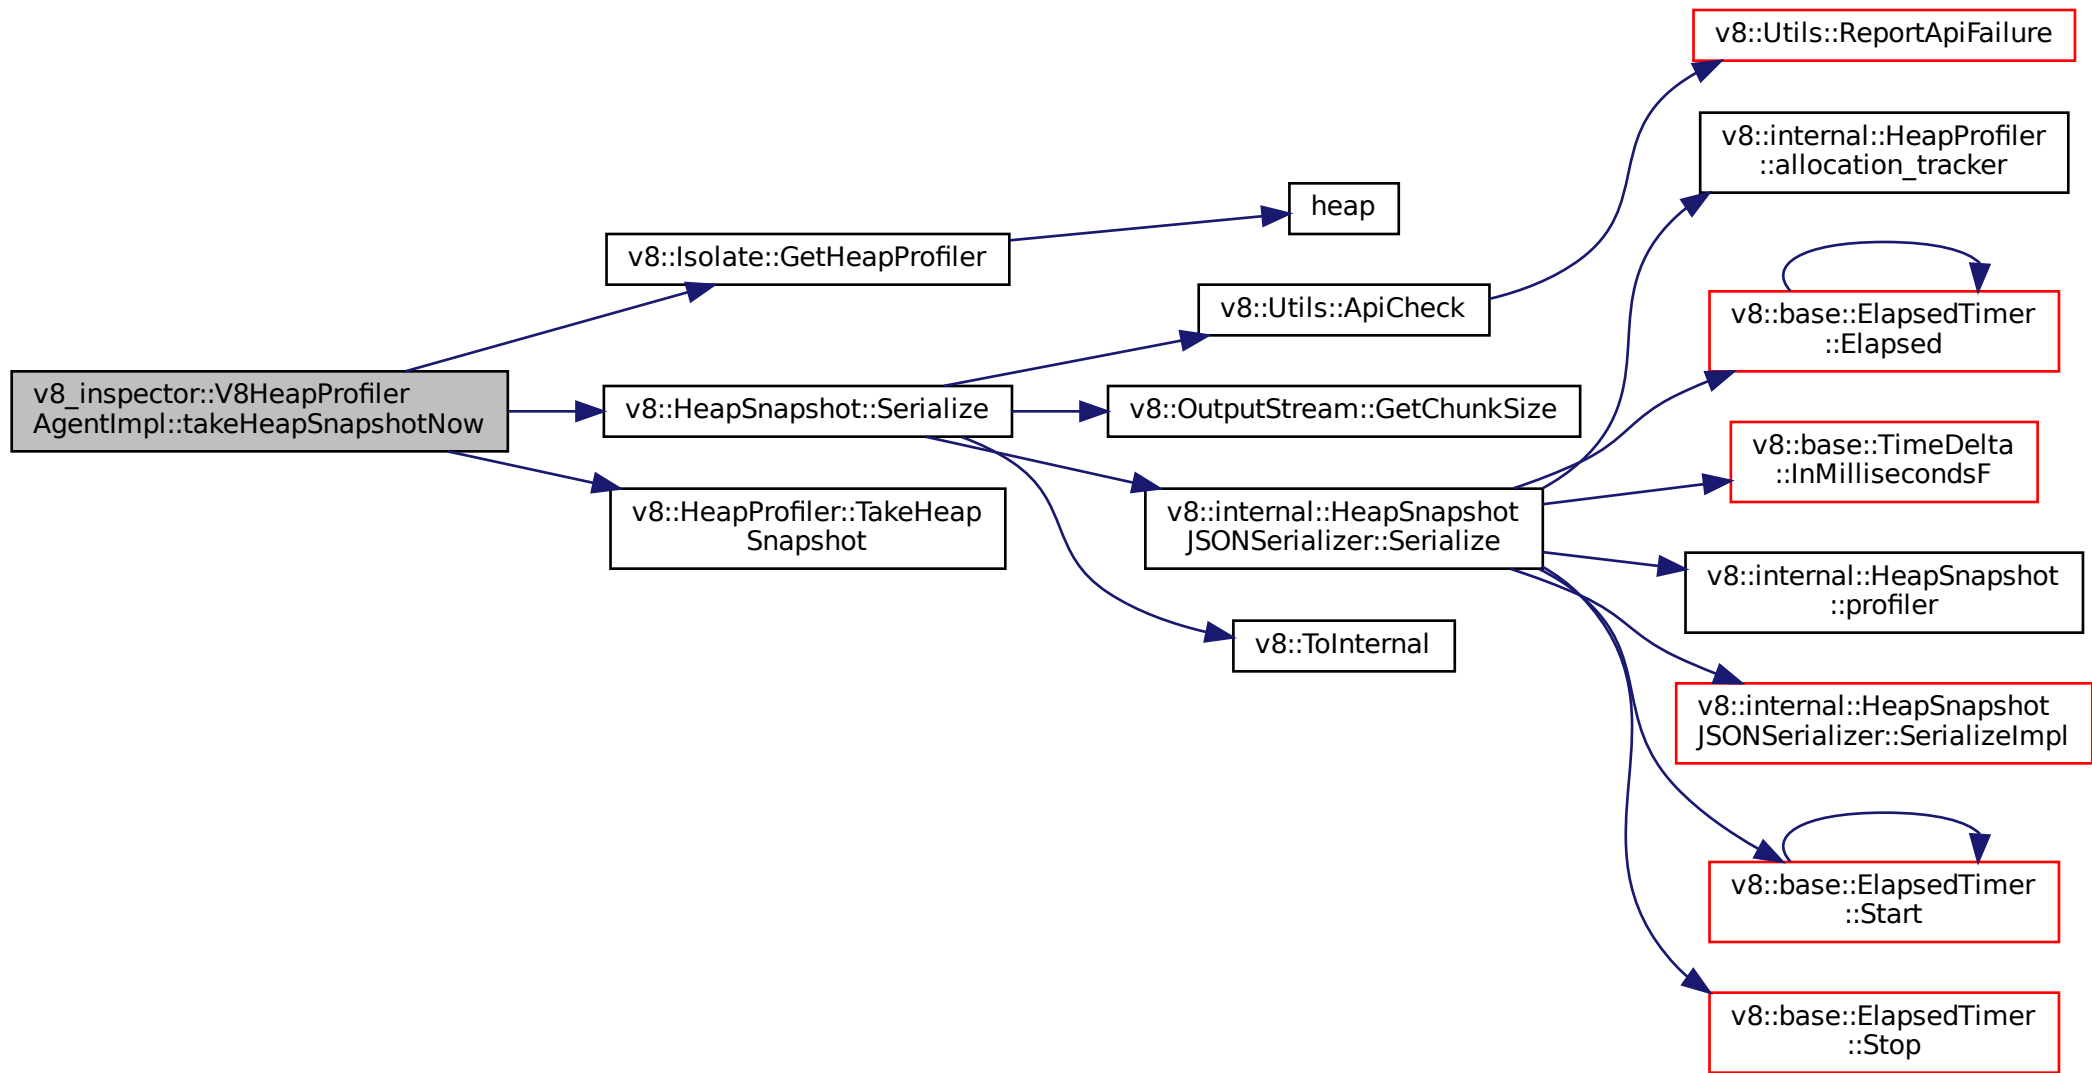 v8_inspector::V8HeapProfiler
AgentImpl::takeHeapSnapshotNow
v8::Isolate::GetHeapProfiler
v8::HeapSnapshot::Serialize
v8::HeapProfiler::TakeHeap
Snapshot
heap
v8::Utils::ApiCheck
v8::OutputStream::GetChunkSize
v8::internal::HeapSnapshot
JSONSerializer::Serialize
v8::ToInternal
v8::Utils::ReportApiFailure
v8::internal::HeapProfiler
::allocation_tracker
v8::base::ElapsedTimer
::Elapsed
v8::base::TimeDelta
::InMillisecondsF
v8::internal::HeapSnapshot
::profiler
v8::internal::HeapSnapshot
JSONSerializer::SerializeImpl
v8::base::ElapsedTimer
::Start
v8::base::ElapsedTimer
::Stop